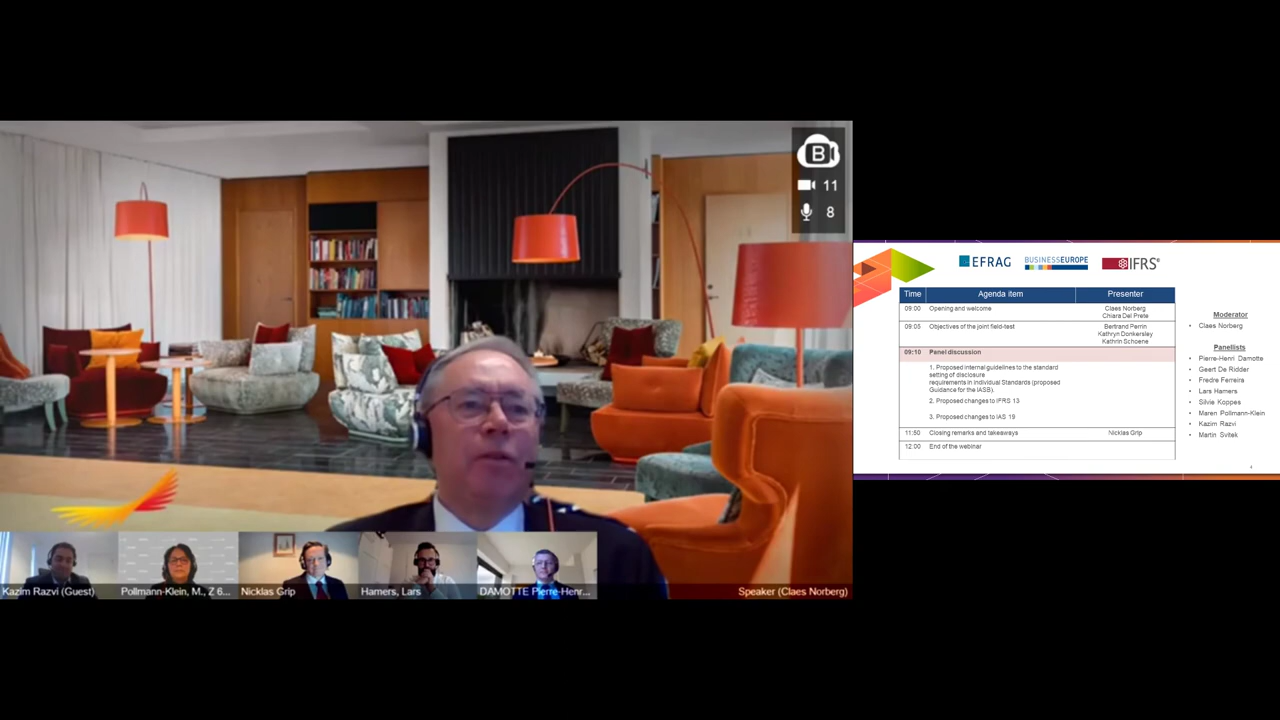 B
11
8
Kazim Razvi (Guest)
Pollmann-Klein, M., Z 6...
Nicklas Grip
Hamers, Lars
DAMOTTE Pierre-Henr...
Speaker (Claes Norberg)
EFRAG
BUSINESSEUROPE
IFRS®
Time Agenda item Presenter
09:00 Opening and welcome Claes Norberg
Chiara Del Prete
09:05 Objectives of the joint field-test Bertrand Perrin
Kathryn Donkersley
Kathrin Schoene
09:10 Panel discussion
1. Proposed internal guidelines to the standard
setting of disclosure
requirements in individual Standards (proposed
Guidance for the IASB).
2. Proposed changes to IFRS 13
3. Proposed changes to IAS 19
11:50 Closing remarks and takeaways Nicklas Grip
12:00 End of the webinar
Moderator
• Claes Norberg
Panellists
• Pierre-Henri Damotte
• Geert De Ridder
• Fredre Ferreira
• Lars Hamers
• Silvie Koppes
• Maren Pollmann-Klein
• Kazim Razvi
• Martin Svitek